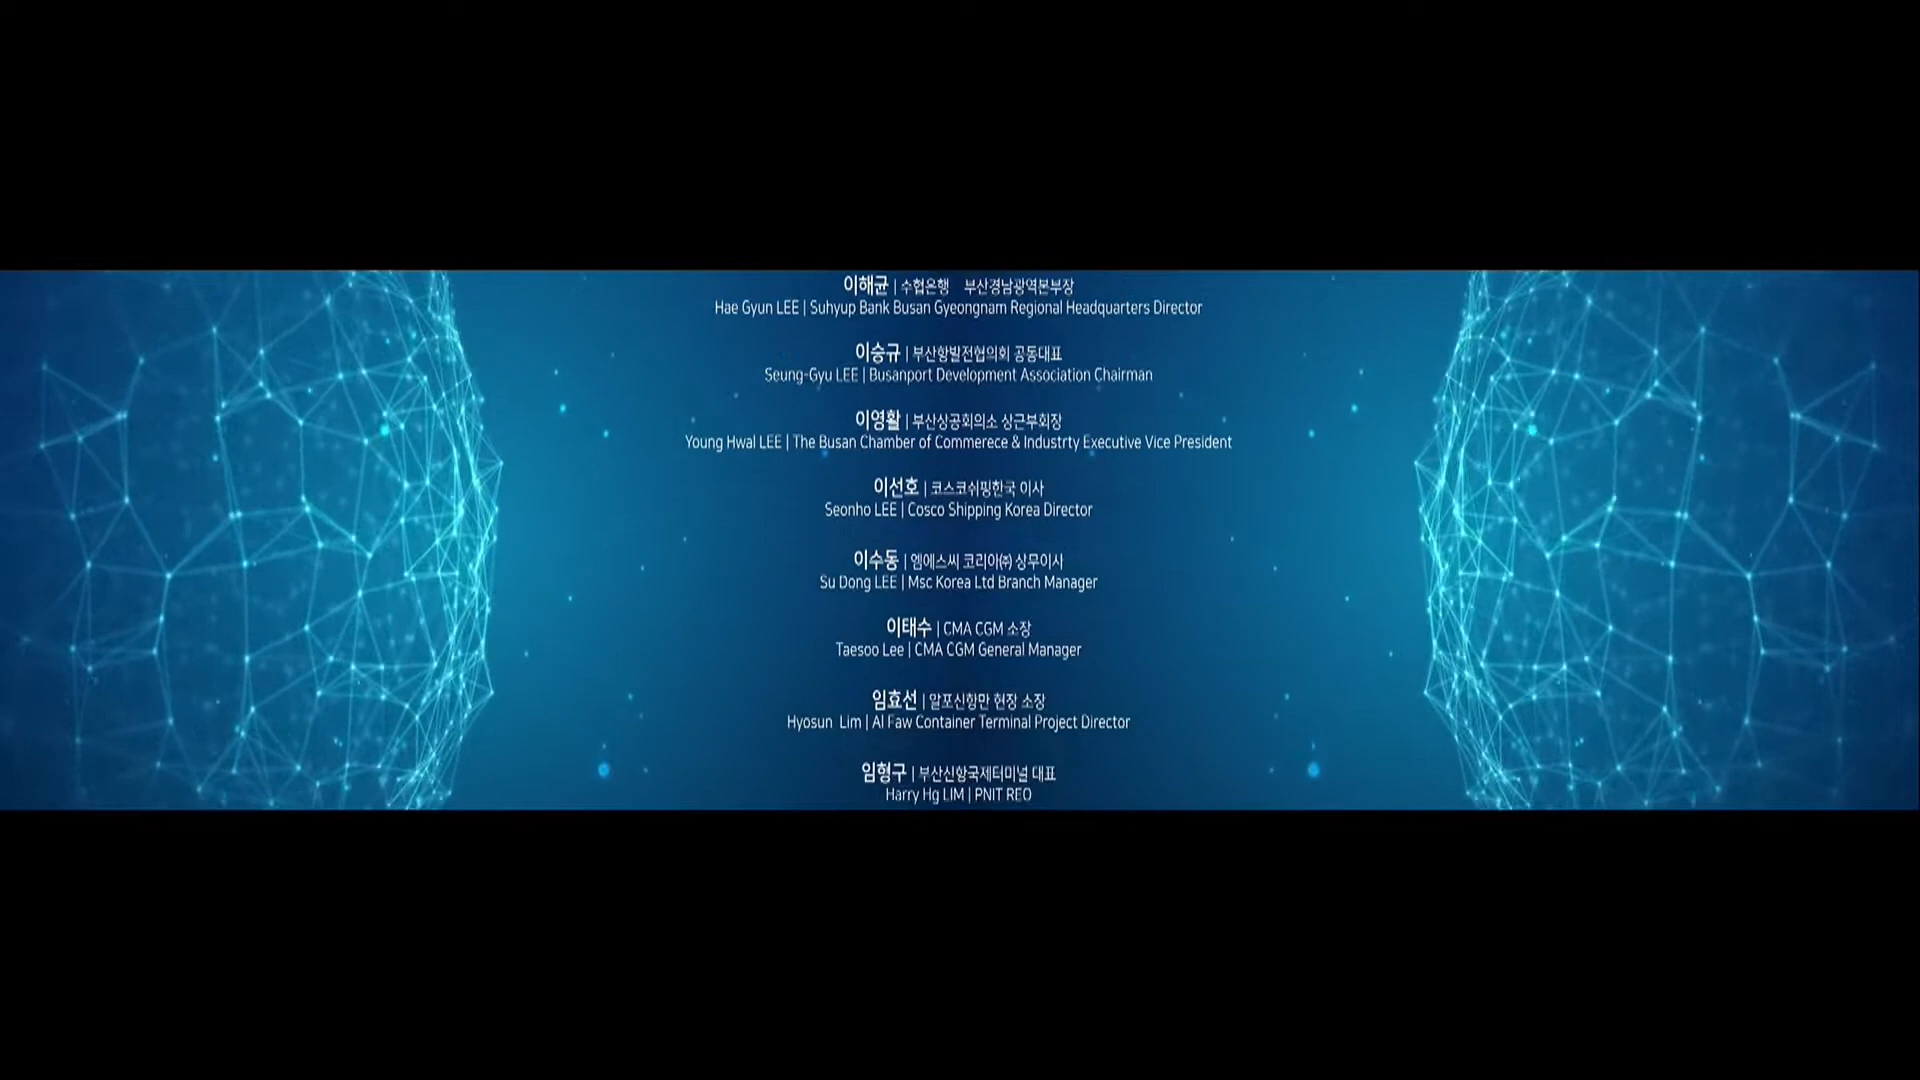 이해균 | 수협은행 부산경남광역본부장
Hae Gyun LEE | Suhyup Bank Busan Gyeongnam Regional Headquarters Director
이승규 | 부산항발전협의회 공동대표
Seung-Gyu LEE | Busanport Development Association Chairman
이영활 | 부산상공회의소 상근부회장
Young Hwal LEE | The Busan Chamber of Commerece & Industrty Executive Vice President
이선호 | 코스코쉬핑한국 이사
Seonho LEE | Cosco Shipping Korea Director
이수동 | 엠에스씨 코리아㈜ 상무이사
Su Dong LEE | Msc Korea Ltd Branch Manager
이태수 | CMA CGM 소장
Taesoo Lee | CMA CGM General Manager
임효선 | 알포신항만 현장 소장
Hyosun Lim | Al Faw Container Terminal Project Director
임형구 | 부산신항국제터미널 대표
Harry Hg LIM | PNIT REO